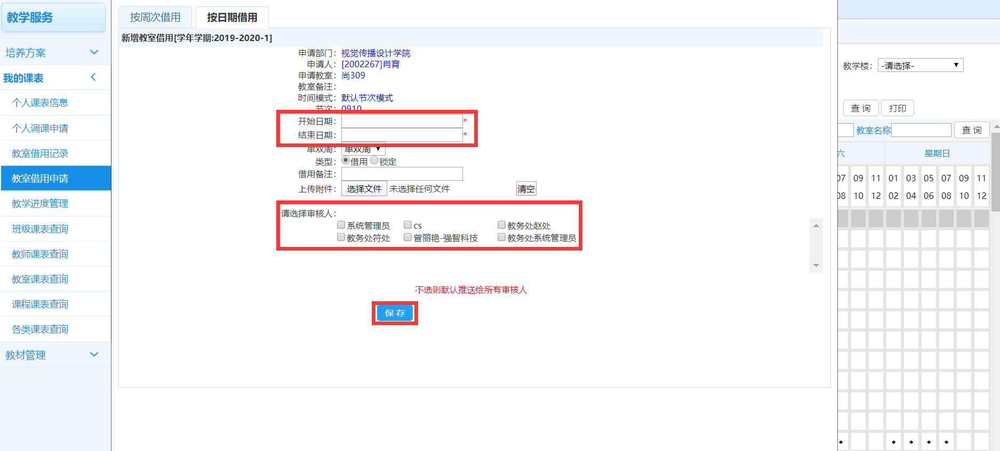 教学服务
培养方案
我的课表
个人课表信息
个人调课申请
教室借用记录
教室借用申请
教学进度管理
班级课表查询
教师课表查询
教室课表查询
课程课表查询
各类课表查询
教材管理
按周次借用 按日期借用
新增教室借用[学年学期:2019-2020-1]
申请部门: 视觉传播设计学院
申请人: [2002267]肖育
申请教室: 尚309
教室备注:
时间模式: 默认节次模式
节次: 0910
开始日期: *
结束日期: *
单双周: 单双周
类型: 借用 锁定
借用备注:
上传附件: 选择文件 未选择任何文件 清空
请选择审核人:
系统管理员 cs 教务处赵处
教务处符处 曾丽艳-强智科技 教务处系统管理员
不选则默认推送给所有审核人
保 存
教学楼: -请选择-
查 询 打印
教室名称 查 询
六 星期日
07 09 11 01 03 05 07 09 11
08 10 12 02 04 06 08 10 12